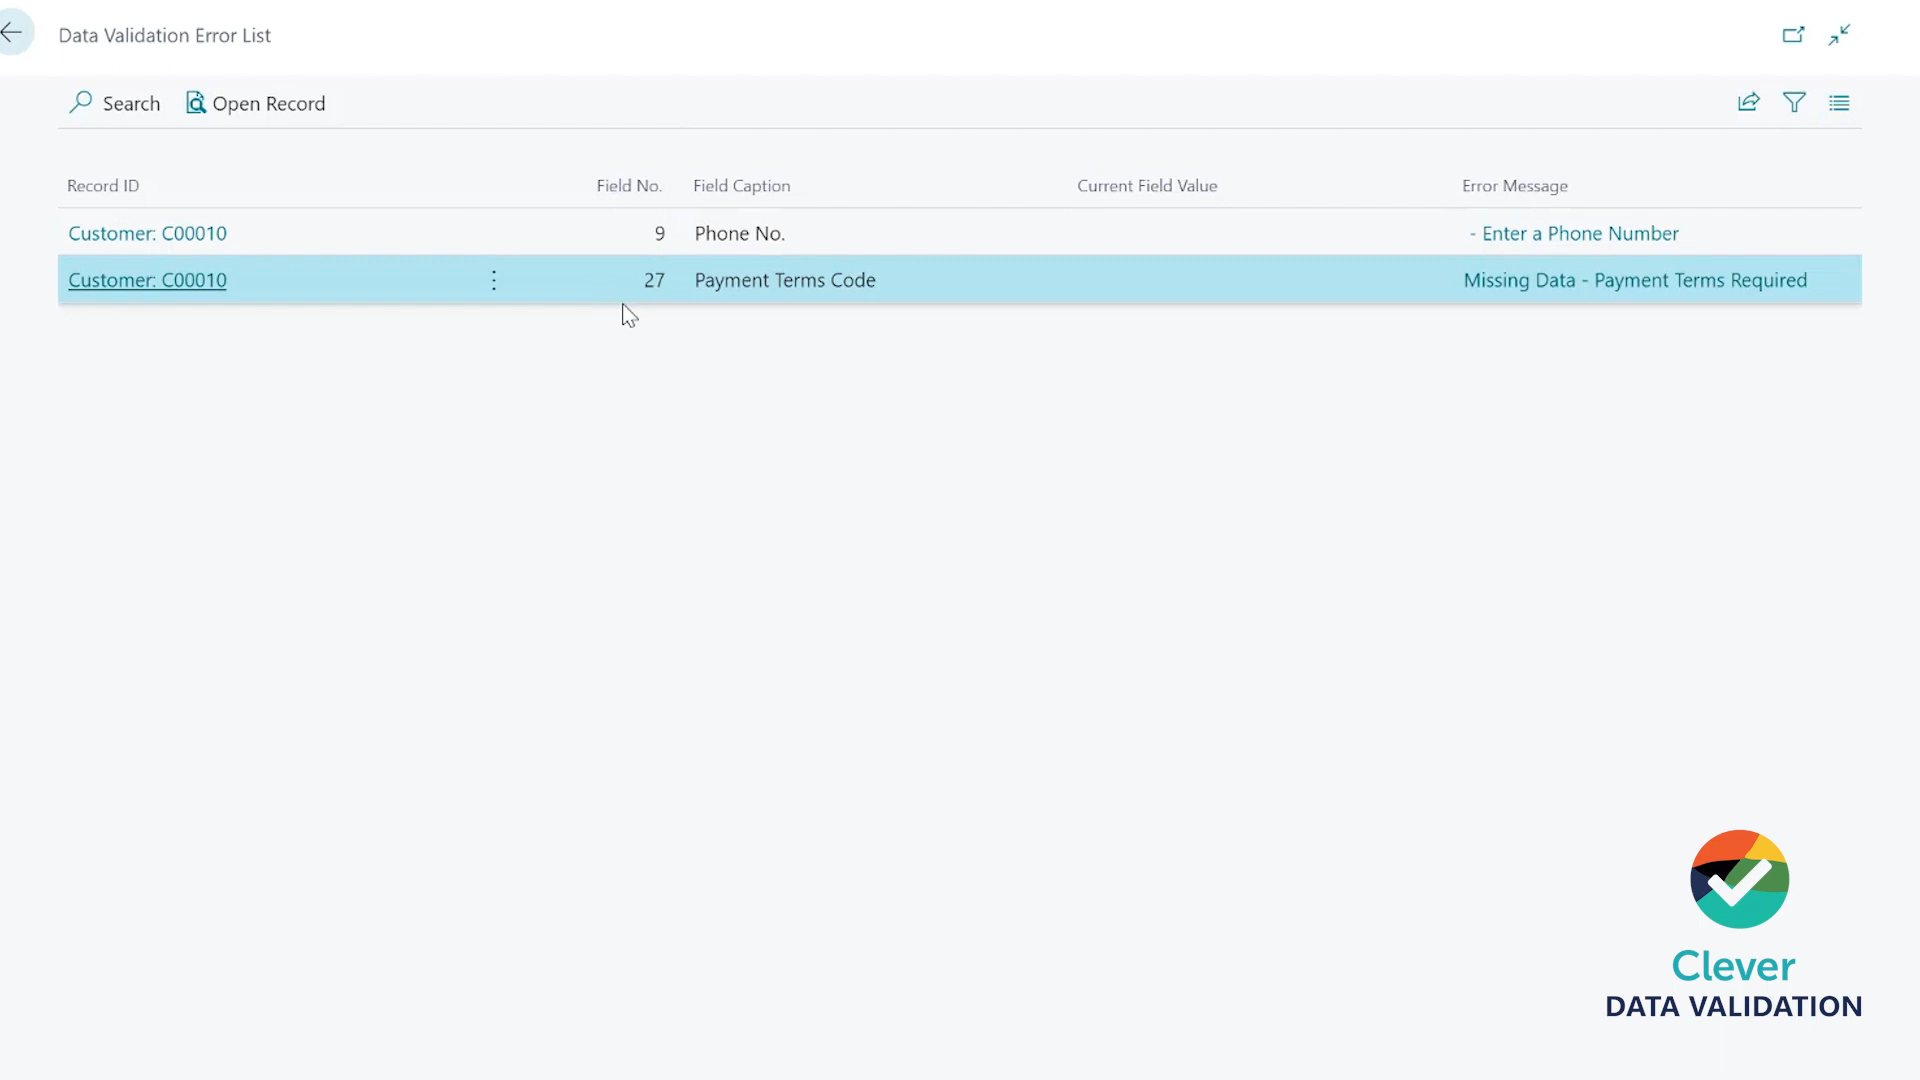 Data Validation Error List
Search Open Record
Record ID Field No. Field Caption Current Field Value Error Message
Customer: C00010 9 Phone No. - Enter a Phone Number
Customer: C00010 27 Payment Terms Code Missing Data - Payment Terms Required
Clever
DATA VALIDATION